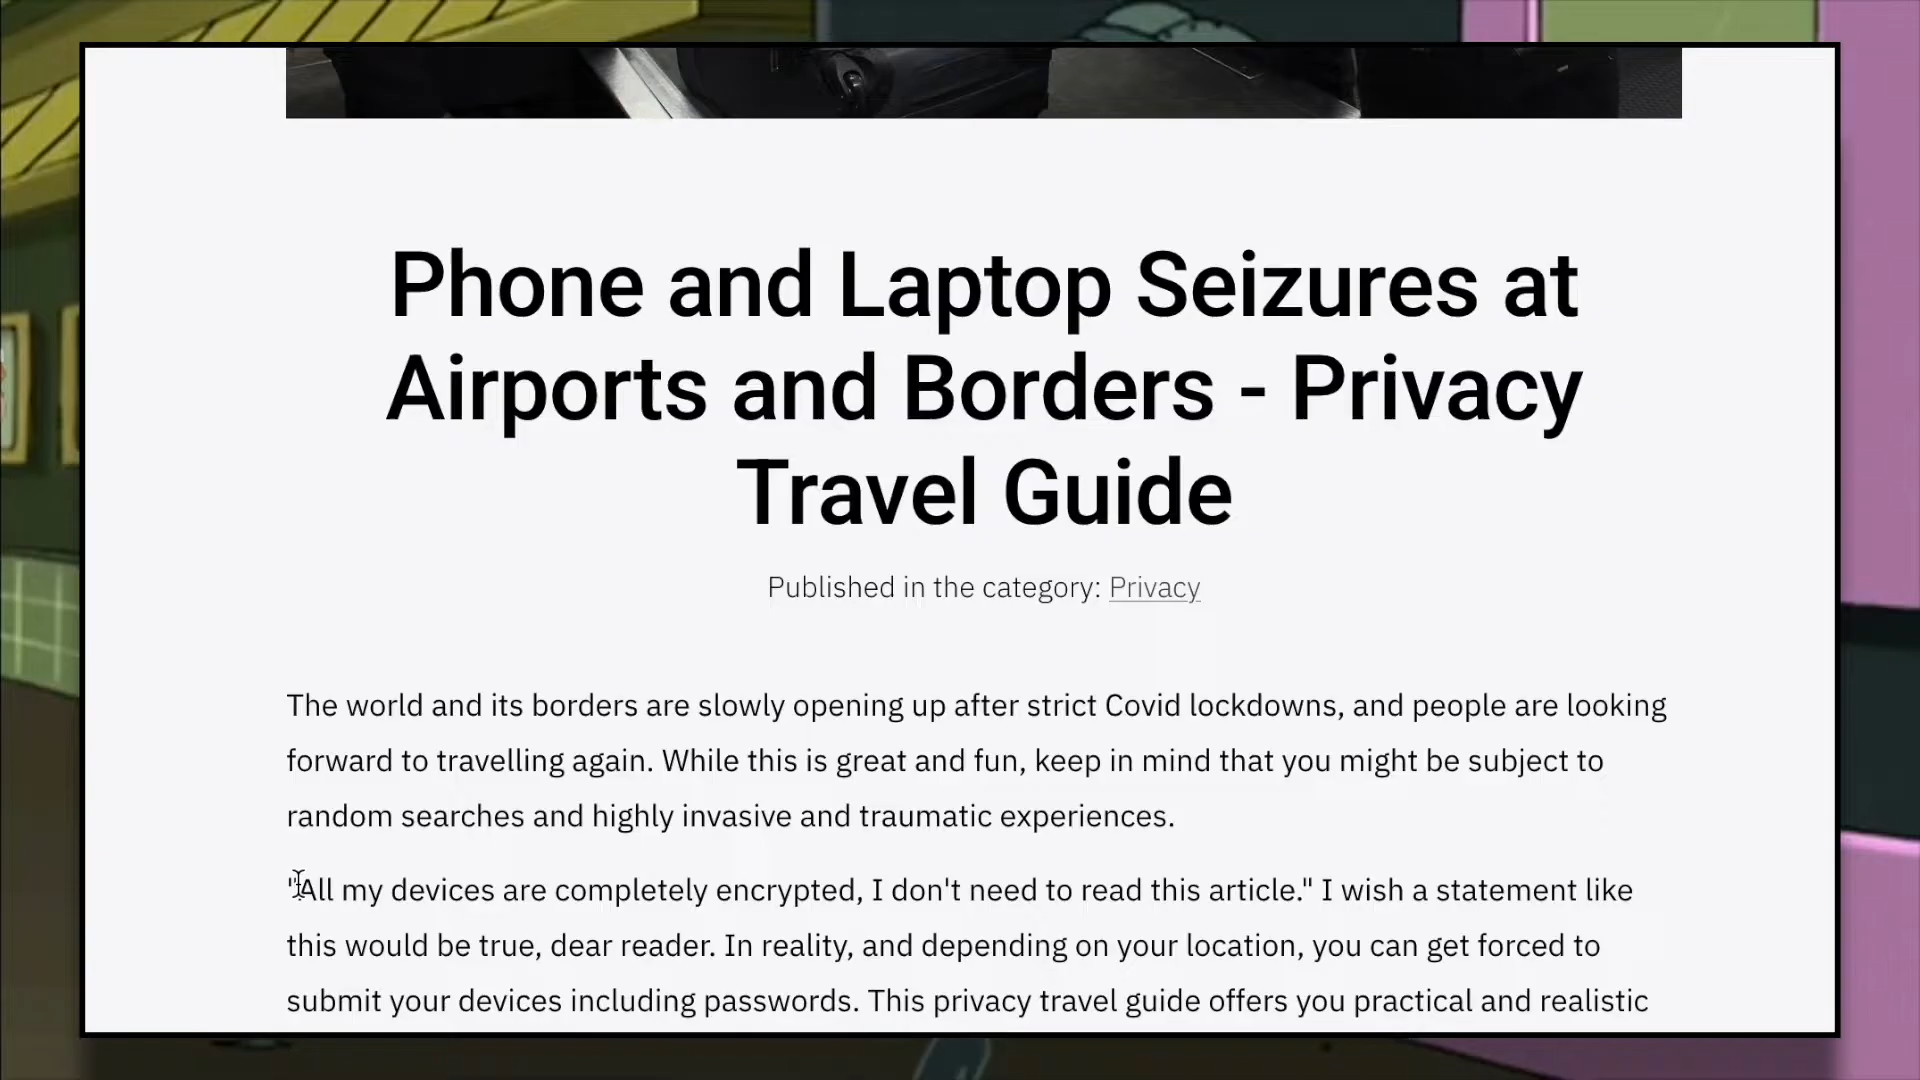 Phone and Laptop Seizures at
Airports and Borders - Privacy
Travel Guide
Published in the category: Privacy
The world and its borders are slowly opening up after strict Covid lockdowns, and people are looking
forward to travelling again. While this is great and fun, keep in mind that you might be subject to
random searches and highly invasive and traumatic experiences.
"All my devices are completely encrypted, I don't need to read this article." I wish a statement like
this would be true, dear reader. In reality, and depending on your location, you can get forced to
submit your devices including passwords. This privacy travel guide offers you practical and realistic